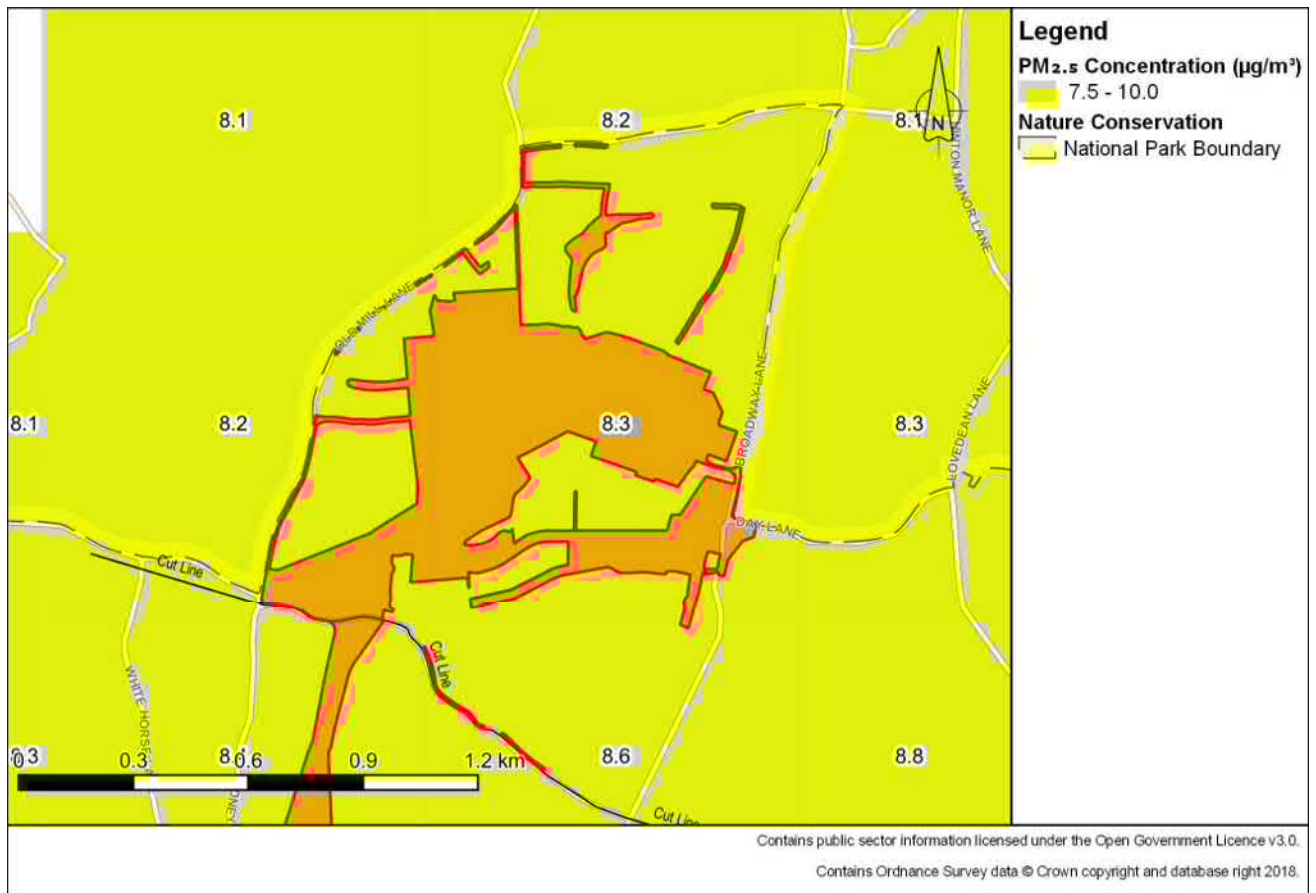 Legend
PM2.5 Concentration (µg/m³)
7.5 - 10.0
Nature Conservation
National Park Boundary
8.1
8.2
8.1
N
OLD MILL LANE
BROADWAY LANE
LOVEDEAN LANE
8.1
8.2
8.3
8.3
DAY LANE
Cut Line
Cut Line
8.6
8.8
0
0.3
0.6
0.9
1.2 km
Cut Line
Contains public sector information licensed under the Open Government Licence v3.0.
Contains Ordnance Survey data © Crown copyright and database right 2018.